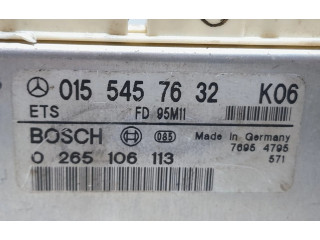 015 545 76 32 K06
ETS FD 95M11
BOSCH 085 Made in Germany
7695 4795
0 265 106 113 571